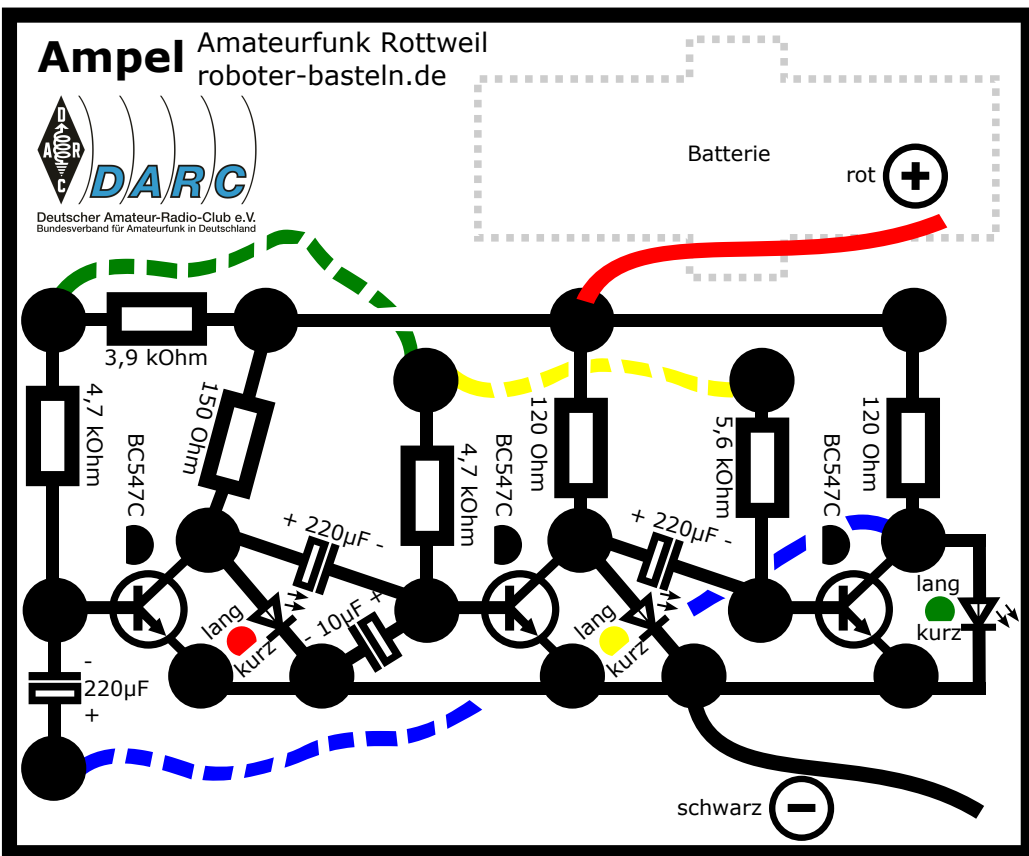 Ampel
Amateurfunk Rottweil
roboter-basteln.de
D
A R
C
DARC
Deutscher Amateur-Radio-Club e.V.
Bundesverband für Amateurfunk in Deutschland
Batterie
rot
+
3,9 kOhm
4,7 kOhm
BC547C
150 Ohm
4,7 kOhm
BC547C
120 Ohm
5,6 kOhm
BC547C
120 Ohm
+ 220µF -
+ 220µF -
- 10µF +
lang
kurz
lang
kurz
lang
kurz
-
220µF
+
schwarz
-